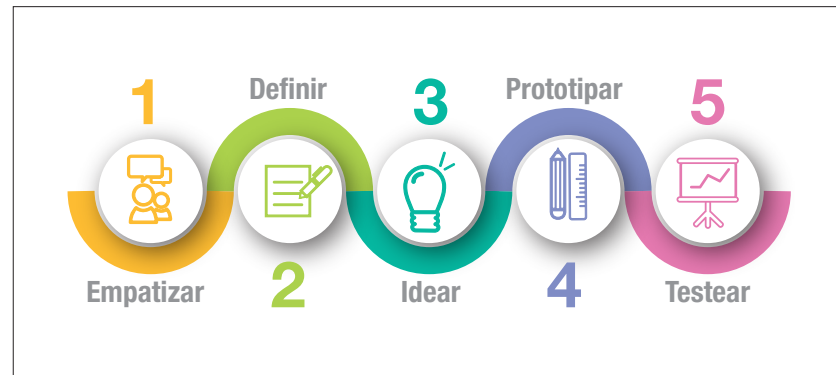 1
Empatizar
Definir
2
3
Idear
Prototipar
4
5
Testear